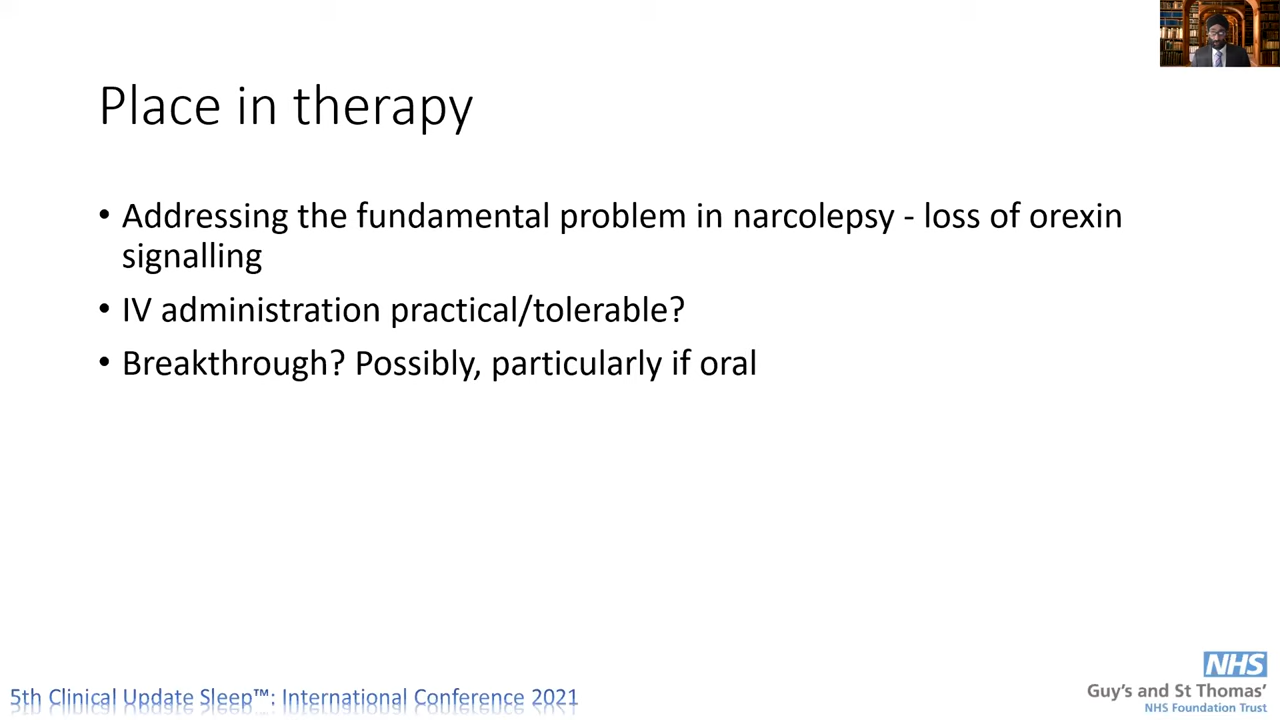 Place in therapy
• Addressing the fundamental problem in narcolepsy - loss of orexin
signalling
• IV administration practical/tolerable?
• Breakthrough? Possibly, particularly if oral
NHS
Guy's and St Thomas'
NHS Foundation Trust
5th Clinical Update Sleep™: International Conference 2021